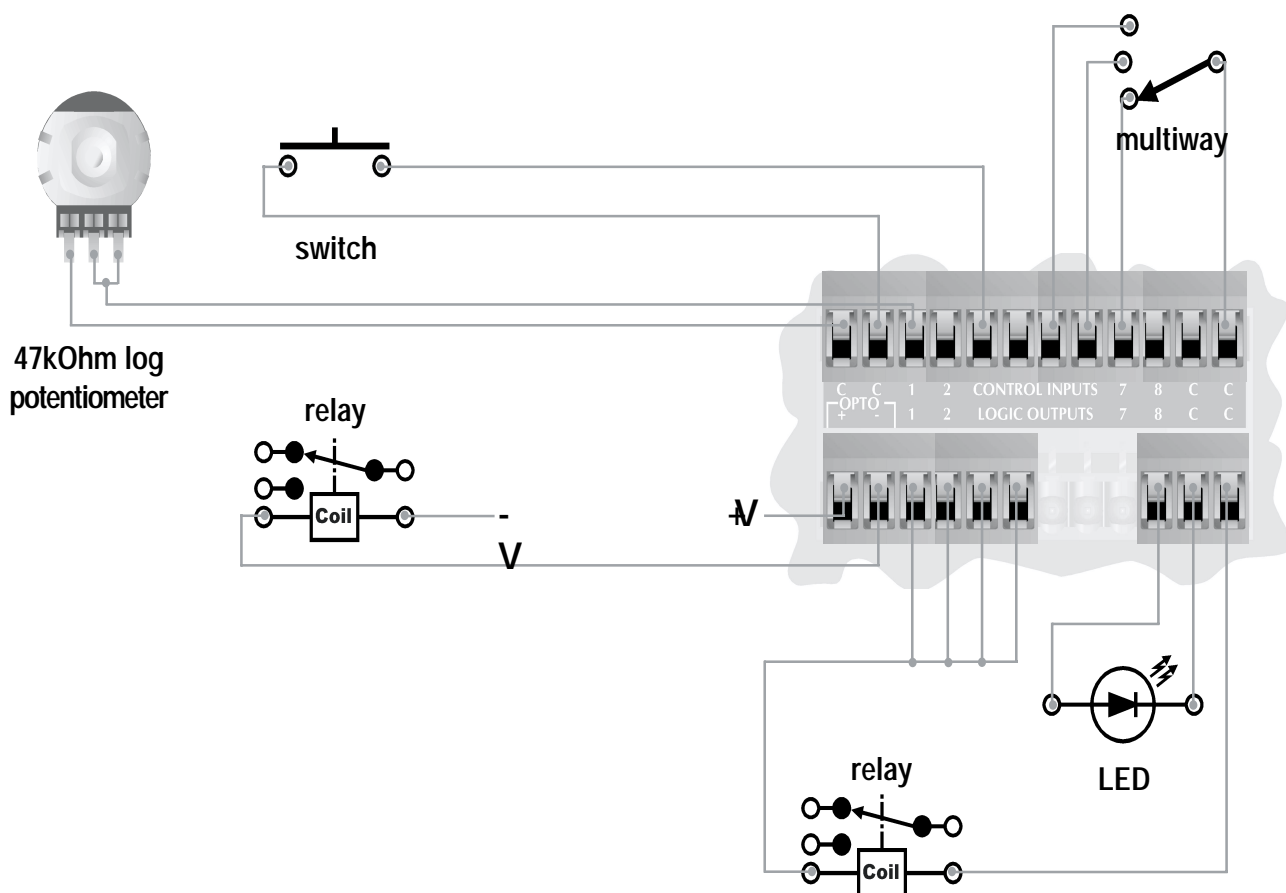 multiway
switch
47kOhm log
potentiometer
C C 1 2 CONTROL INPUTS 7 8 C C
OPTO
+ - 1 2 LOGIC OUTPUTS 7 8 C C
relay
Coil
-
V
+V
LED
relay
Coil